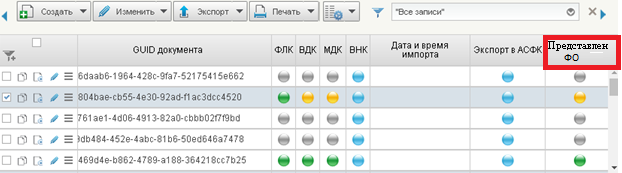 Создать Изменить Экспорт Печать "Все записи"
GUID документа ФЛК ВДК МДК ВНК Дата и время импорта Экспорт в АСФК Представлен ФО
6daab6-1964-428c-9fa7-52175415e662
804bae-cb55-4e30-92ad-f1ac3dcc4520
761ae1-4d06-4913-82a0-cbbb02f7f9bd
9db484-452e-4abc-81b6-50ed646a7478
469d4e-b862-4789-a188-364218cc7b25